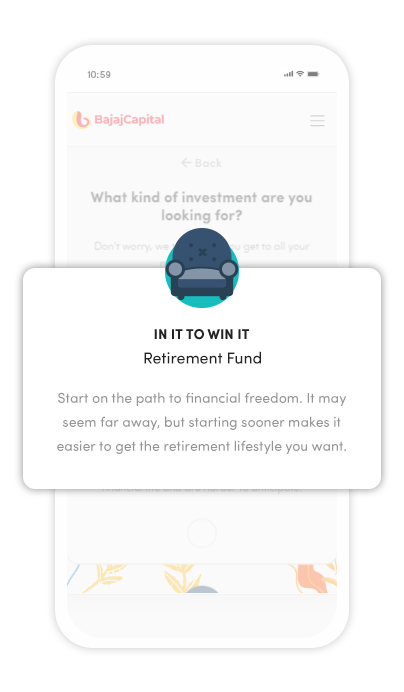 10:59
BajajCapital
← Back
What kind of investment are you
looking for?
Don't worry, we you get to all your
IN IT TO WIN IT
Retirement Fund
Start on the path to financial freedom. It may
seem far away, but starting sooner makes it
easier to get the retirement lifestyle you want.